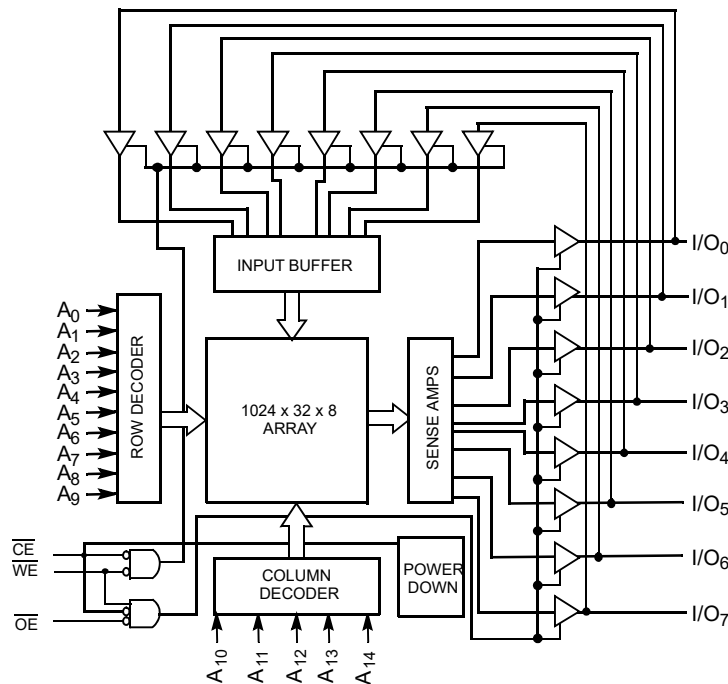 INPUT BUFFER
I/O0
I/O1
I/O2
I/O3
I/O4
I/O5
I/O6
I/O7
A0
A1
A2
A3
A4
A5
A6
A7
A8
A9
ROW DECODER
1024 x 32 x 8
ARRAY
SENSE AMPS
CE
WE
OE
COLUMN
DECODER
POWER
DOWN
A10
A11
A12
A13
A14